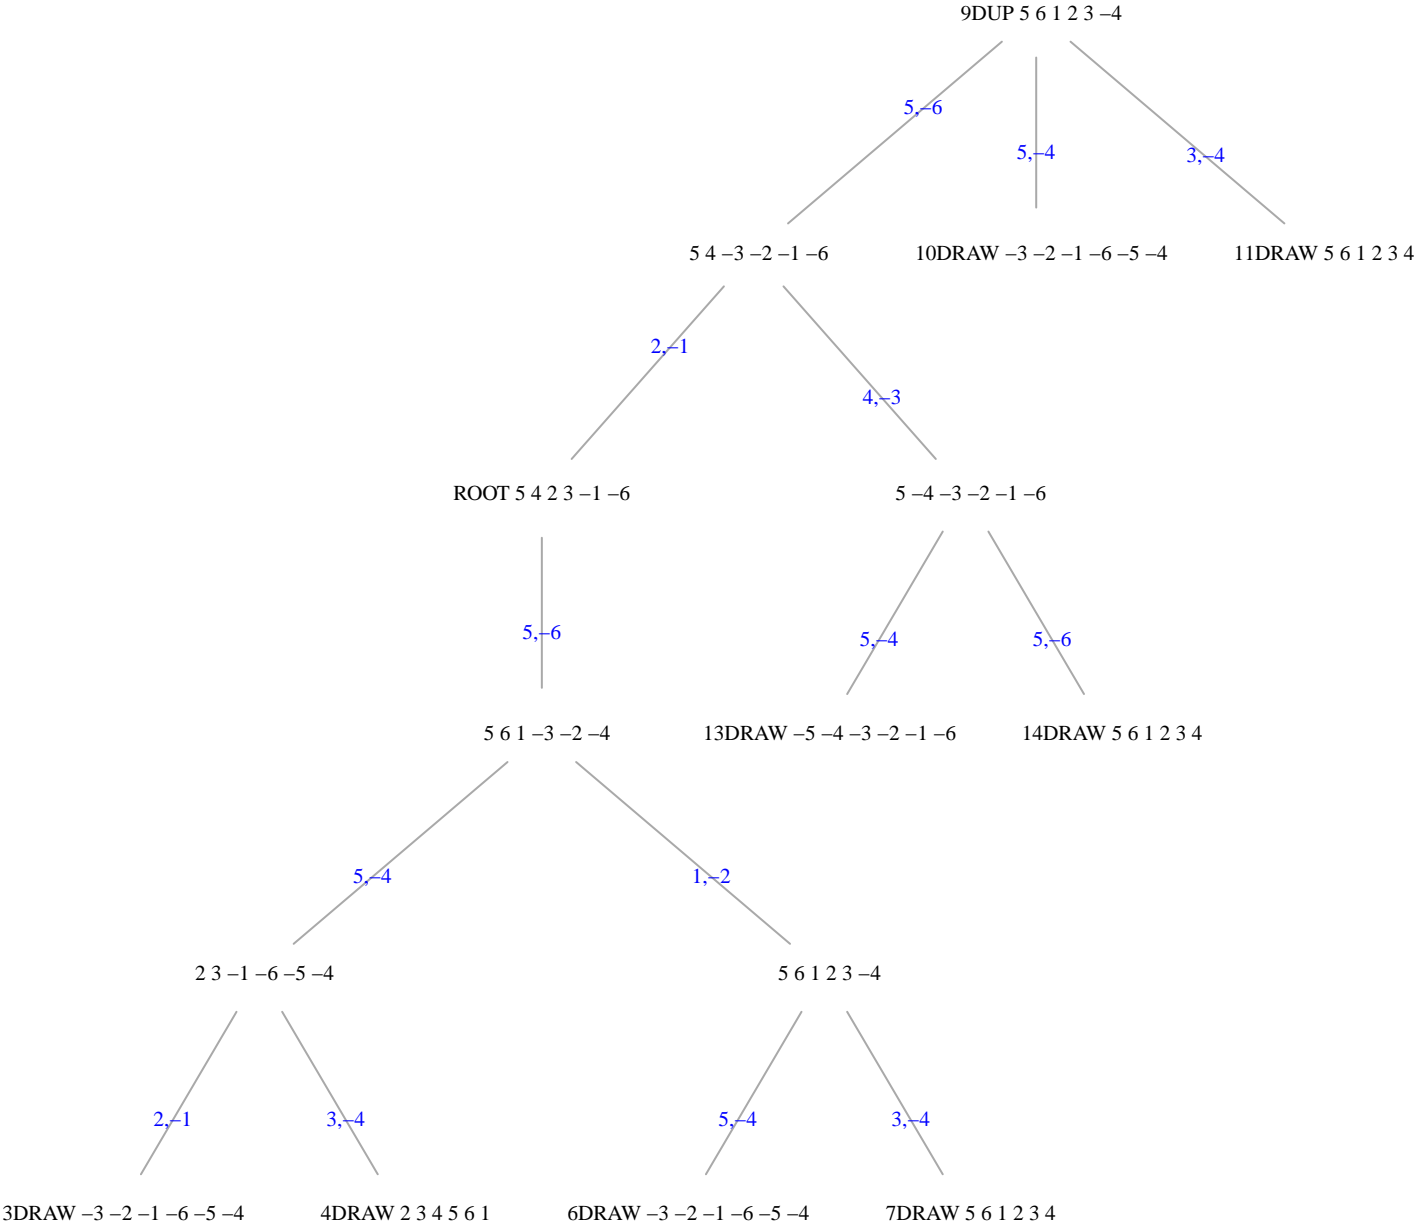 9DUP 5 6 1 2 3 –4
5,–6
5,–4
3,–4
5 4 –3 –2 –1 –6
10DRAW –3 –2 –1 –6 –5 –4
11DRAW 5 6 1 2 3 4
2,–1
4,–3
ROOT 5 4 2 3 –1 –6
5 –4 –3 –2 –1 –6
5,–6
5,–4
5,–6
5 6 1 –3 –2 –4
13DRAW –5 –4 –3 –2 –1 –6
14DRAW 5 6 1 2 3 4
5,–4
1,–2
2 3 –1 –6 –5 –4
5 6 1 2 3 –4
2,–1
3,–4
5,–4
3,–4
3DRAW –3 –2 –1 –6 –5 –4
4DRAW 2 3 4 5 6 1
6DRAW –3 –2 –1 –6 –5 –4
7DRAW 5 6 1 2 3 4